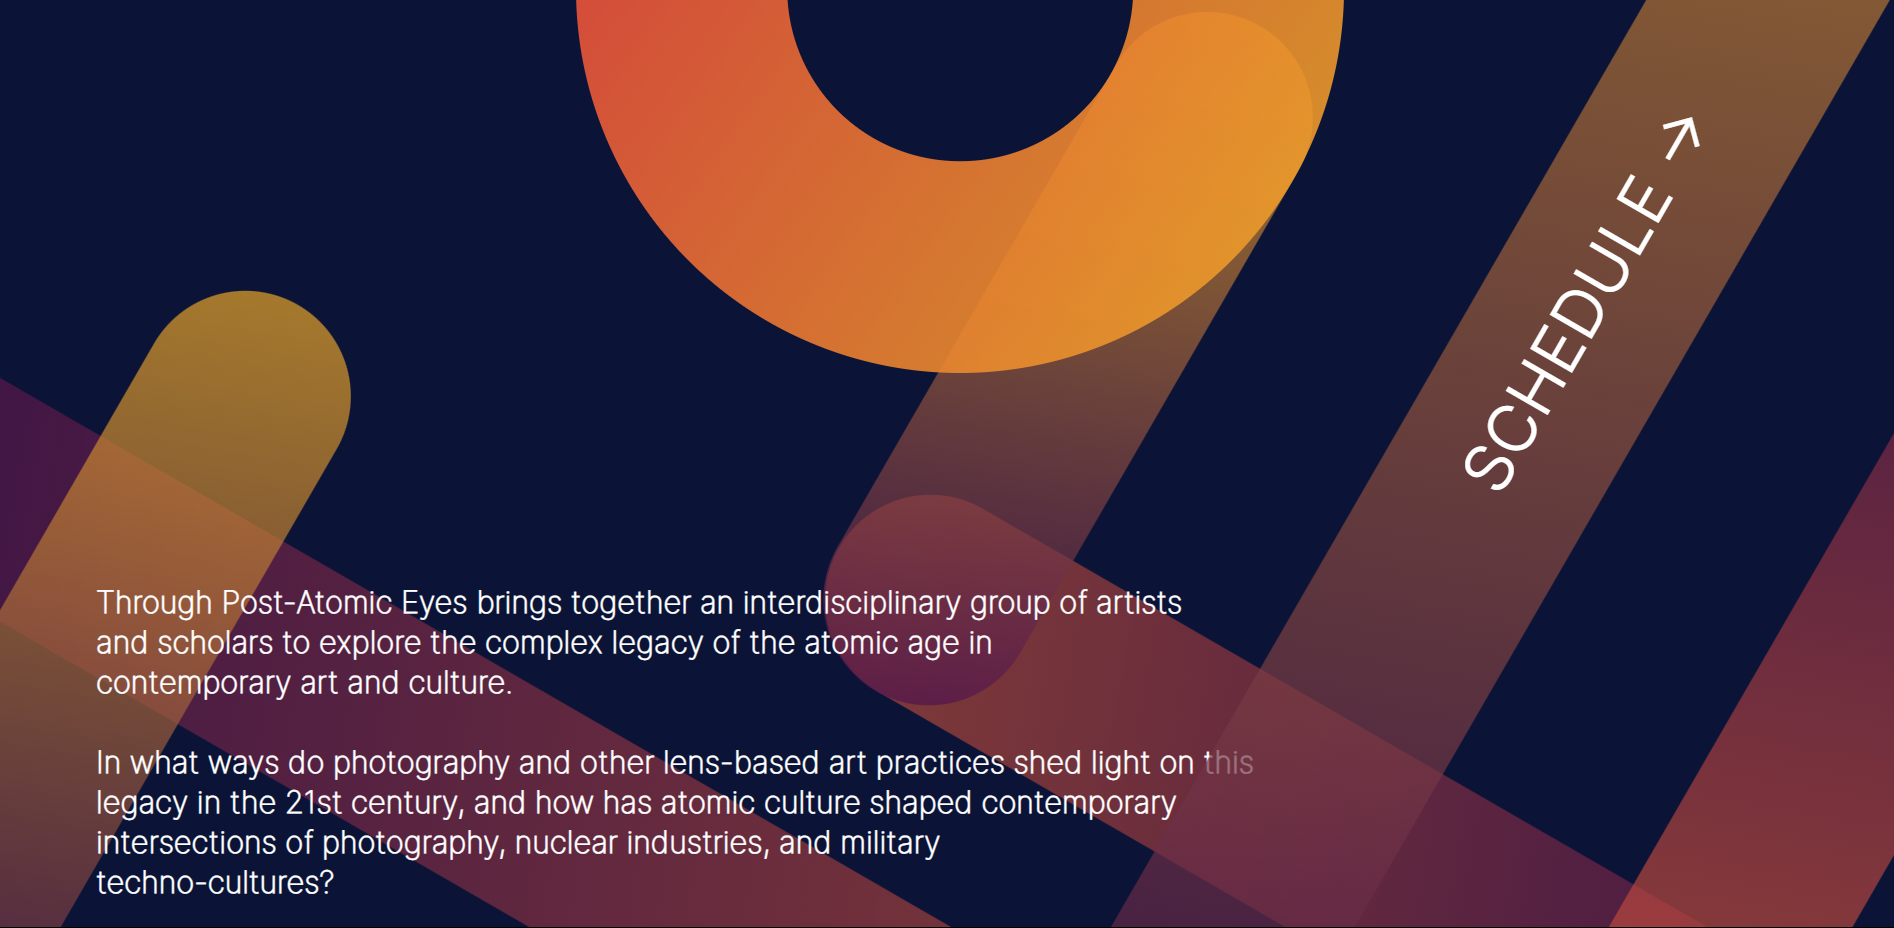 SCHEDULE →
Through Post-Atomic Eyes brings together an interdisciplinary group of artists
and scholars to explore the complex legacy of the atomic age in
contemporary art and culture.
In what ways do photography and other lens-based art practices shed light on this
legacy in the 21st century, and how has atomic culture shaped contemporary
intersections of photography, nuclear industries, and military
techno-cultures?